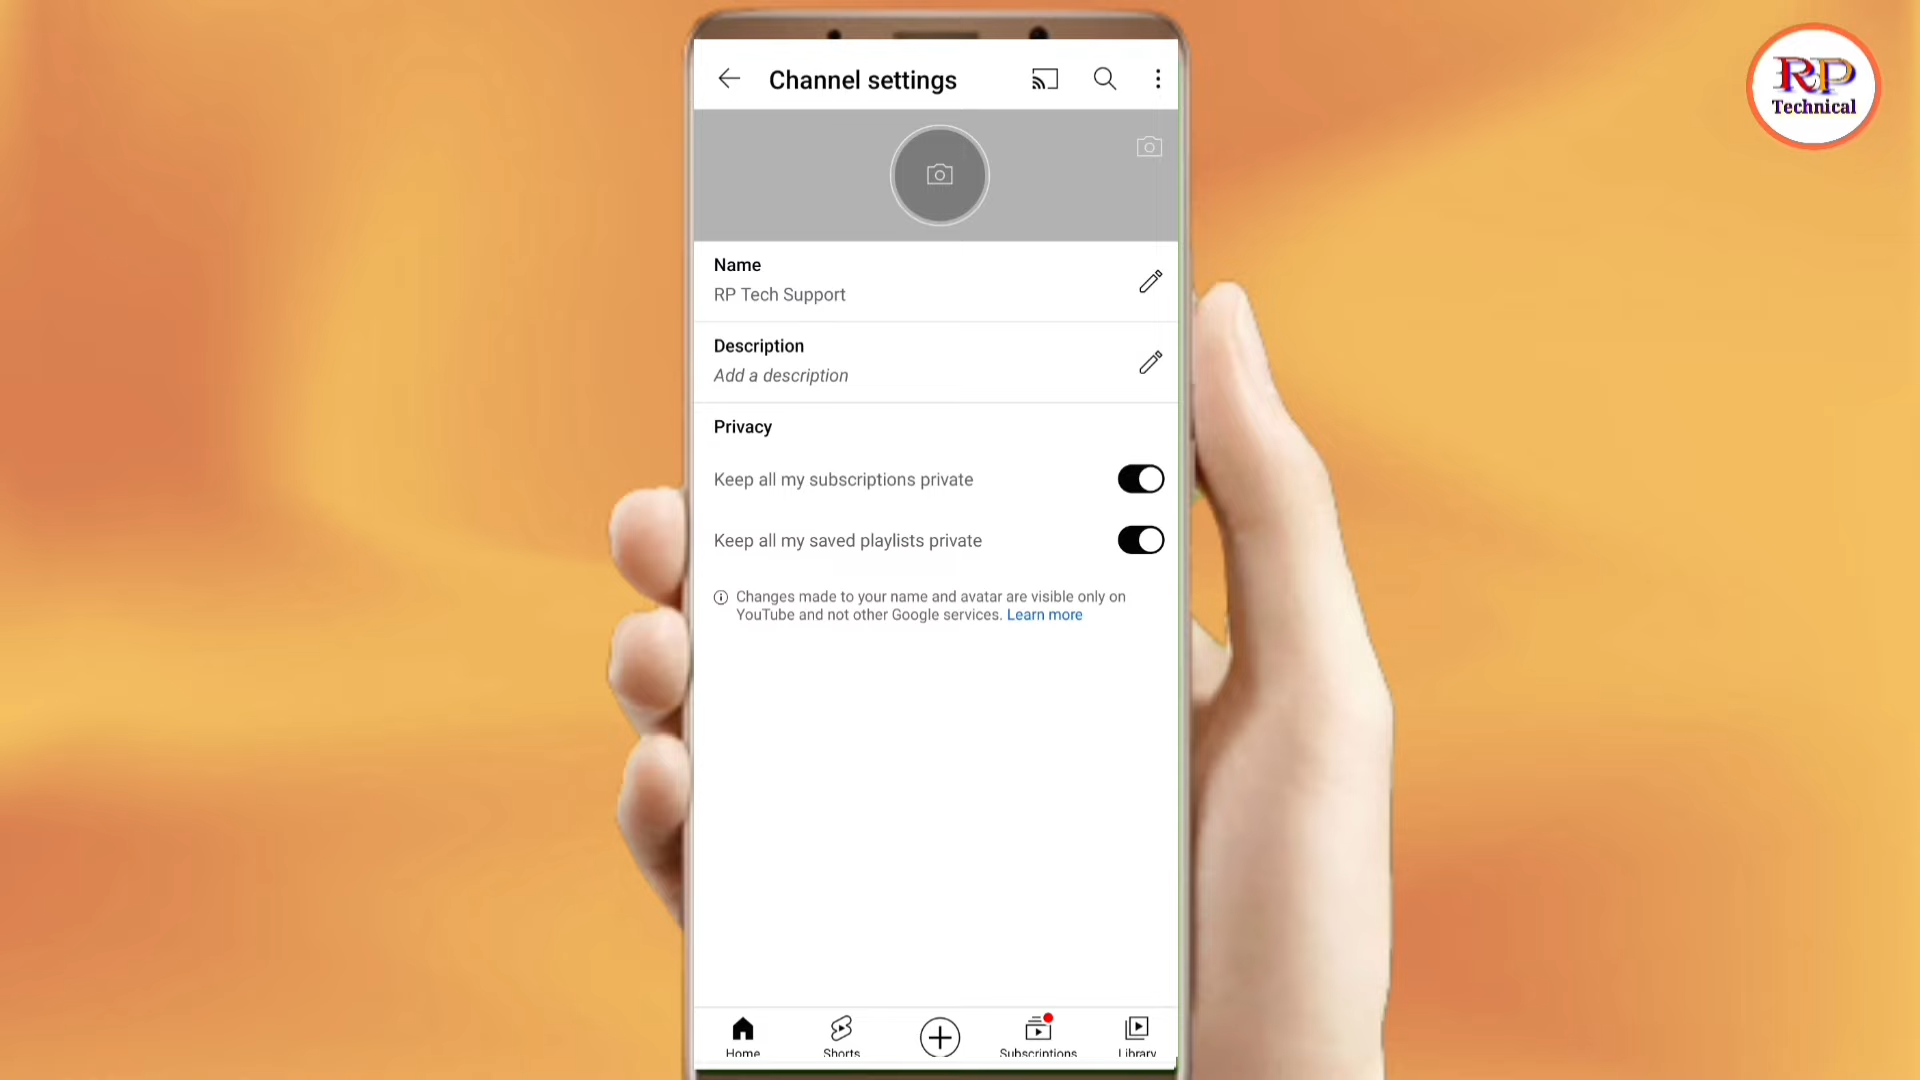 Channel settings
RP
Technical
Name
RP Tech Support
Description
Add a description
Privacy
Keep all my subscriptions private
Keep all my saved playlists private
Changes made to your name and avatar are visible only on
YouTube and not other Google services. Learn more
Home
Shorts
Subscriptions
Library